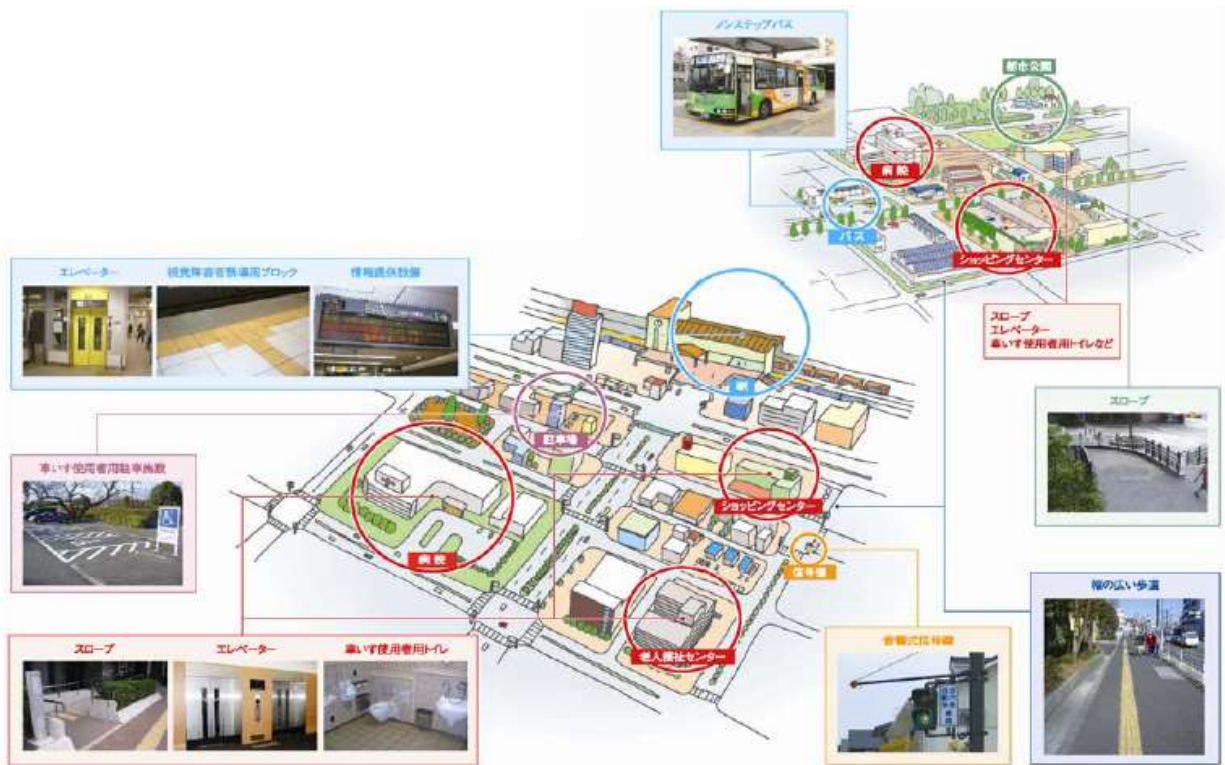 ノンステップバス
都市公園
病院
バス
ショッピングセンター
エレベーター
視覚障害者誘導用ブロック
情報提供設備
スロープ
エレベーター
車いす使用者用トイレなど
駅
駐車場
スロープ
車いす使用者用駐車施設
ショッピングセンター
病院
信号機
幅の広い歩道
老人福祉センター
音響式信号機
スロープ
エレベーター
車いす使用者用トイレ